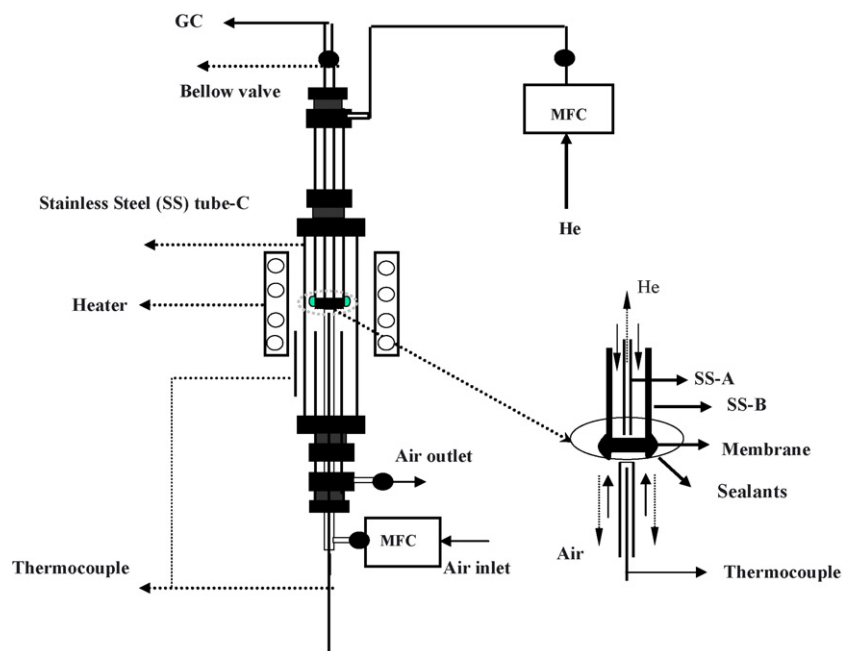 GC
Bellow valve
MFC
Stainless Steel (SS) tube-C
He
Heater
He
SS-A
SS-B
Membrane
Air outlet
Sealants
MFC
Air
Thermocouple
Air inlet
Thermocouple